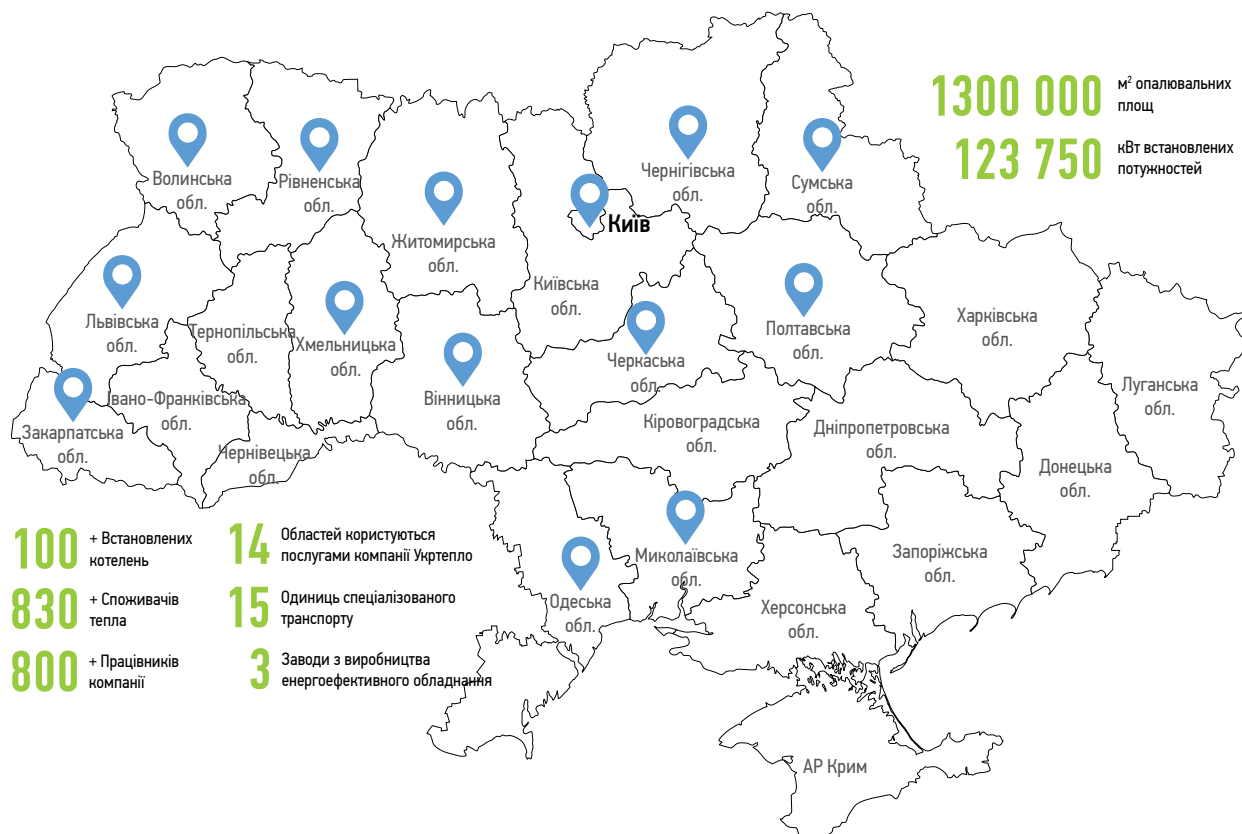 1300 000
м² опалювальних
площ
123 750
кВт встановлених
потужностей
Волинська
обл.
Рівненська
обл.
Житомирська
обл.
Київ
Київська
обл.
Чернігівська
обл.
Сумська
обл.
Львівська
обл.
Тернопільська
обл.
Хмельницька
обл.
Вінницька
обл.
Черкаська
обл.
Полтавська
обл.
Харківська
обл.
Луганська
обл.
Закарпатська
обл.
Івано-Франківська
обл.
Чернівецька
обл.
Кіровоградська
обл.
Дніпропетровська
обл.
Донецька
обл.
Одеська
обл.
Миколаївська
обл.
Херсонська
обл.
Запоріжська
обл.
АР Крим
100
+ Встановлених
котелень
830
+ Споживачів
тепла
800
+ Працівників
компанії
14
Областей користуються
послугами компанії Укртепло
15
Одиниць спеціалізованого
транспорту
3
Заводи з виробництва
енергоефективного обладнання